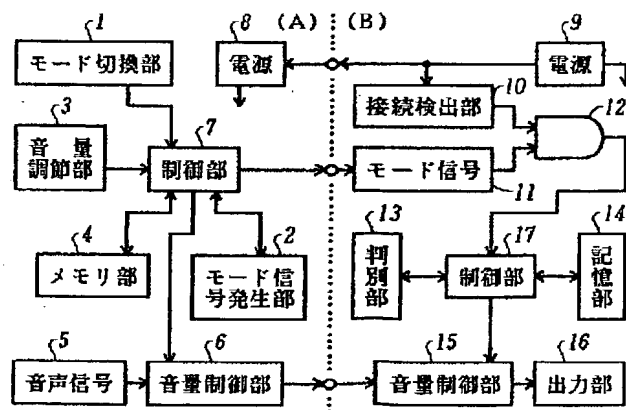 1
8
(A)
(B)
9
モード切換部
電源
電源
3
7
10
12
接続検出部
音量
調節部
制御部
モード信号
11
13
17
14
4
2
メモリ部
モード信
号発生部
判別部
制御部
記憶部
5
6
15
16
音声信号
音量制御部
音量制御部
出力部